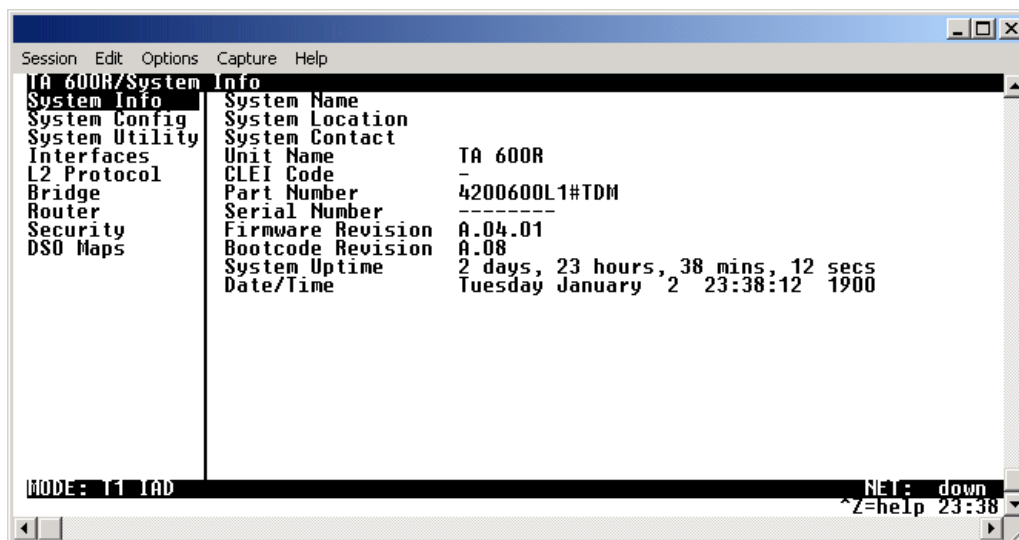 Session Edit Options Capture Help
TA 600R/System Info
System Info System Name
System Config System Location
System Utility System Contact
Interfaces Unit Name TA 600R
L2 Protocol CLEI Code -
Bridge Part Number 4200600L1#TDM
Router Serial Number --------
Security Firmware Revision A.04.01
DS0 Maps Bootcode Revision A.08
System Uptime 2 days, 23 hours, 38 mins, 12 secs
Date/Time Tuesday January 2 23:38:12 1900
MODE: T1 IAD NET: down
^Z=help 23:38